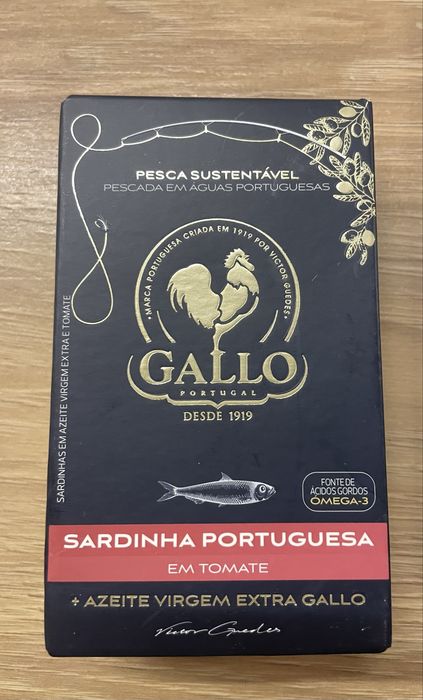 PESCA SUSTENTÁVEL
PESCADA EM ÁGUAS PORTUGUESAS
•MARCA PORTUGUESA CRIADA EM 1919 POR VICTOR GUEDES•
GALLO
PORTUGAL
DESDE 1919
SARDINHAS EM AZEITE VIRGEM EXTRA E TOMATE
FONTE DE
ÁCIDOS GORDOS
ÓMEGA-3
SARDINHA PORTUGUESA
EM TOMATE
+ AZEITE VIRGEM EXTRA GALLO
Victor Guedes